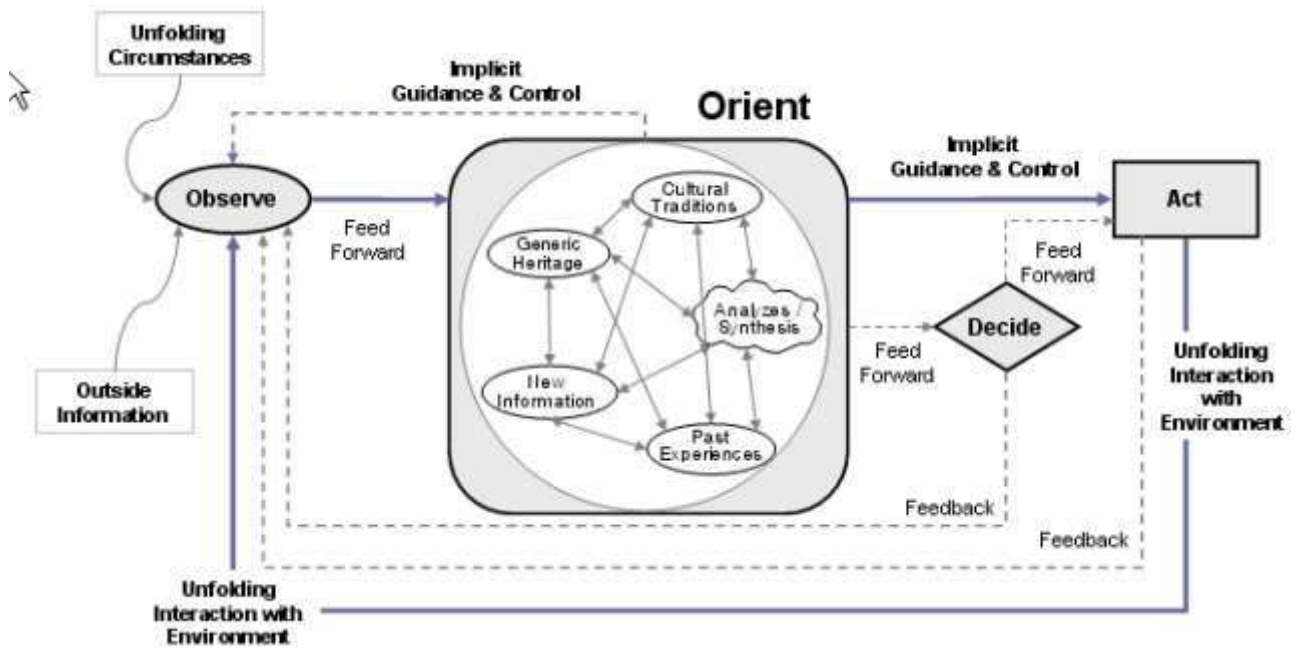 Unfolding
Circumstances
Implicit
Guidance & Control
Orient
Implicit
Guidance & Control
Observe
Feed
Forward
Cultural
Traditions
Generic
Heritage
Analyzes /
Synthesis
New
Information
Past
Experiences
Act
Feed
Forward
Decide
Feed
Forward
Outside
Information
Unfolding
Interaction
with
Environment
Feedback
Feedback
Unfolding
Interaction with
Environment